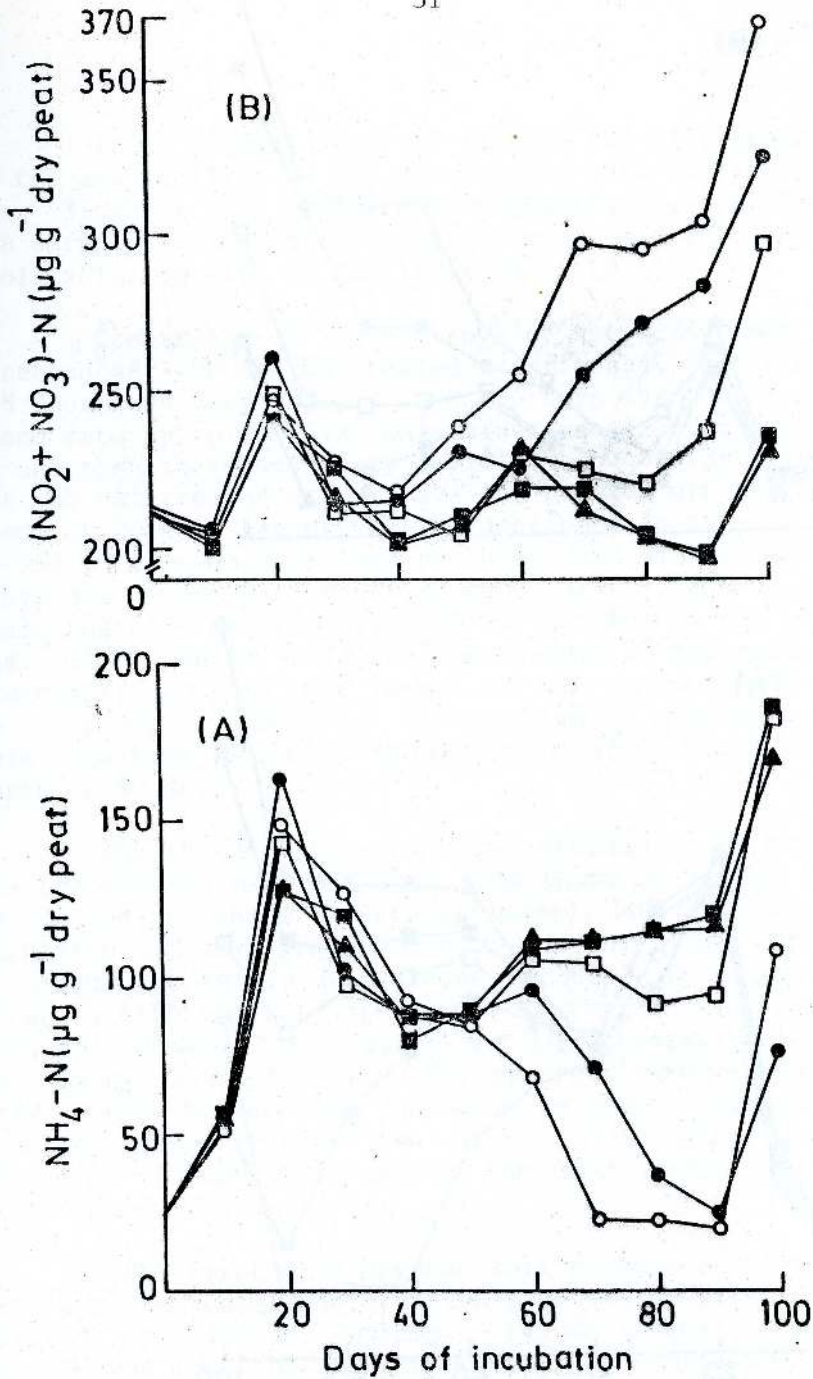 370
350
(B)
300
250
200
0
(NO₂ + NO₃)-N (µg g⁻¹ dry peat)
200
(A)
150
100
50
0
NH₄-N (µg g⁻¹ dry peat)
20 40 60 80 100
Days of incubation